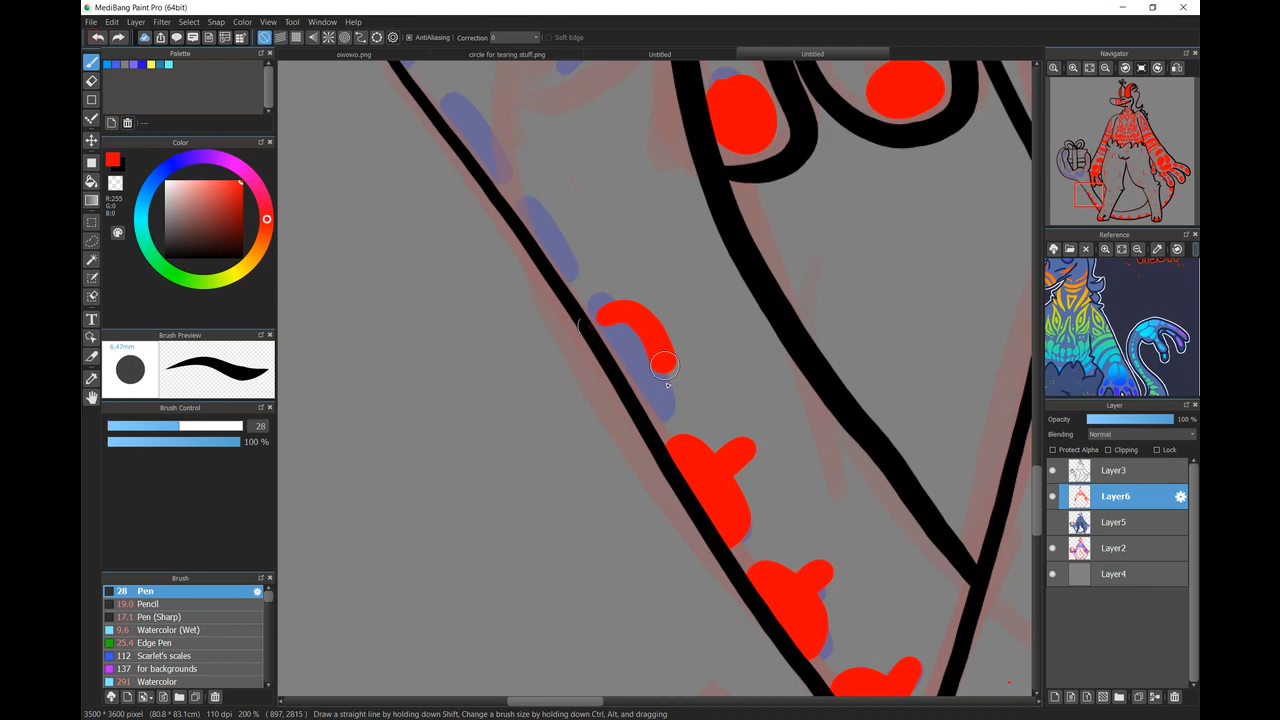 MediBang Paint Pro (64bit)
File Edit Layer Filter Select Snap Color View Tool Window Help
AntiAliasing Correction 0 Soft Edge
Palette
owowo.png circle for tesring stuff.png Untitled Untitled
Navigator
---
Color
R:255
G:0
B:0
Reference
Brush Preview
6.47mm
Layer
Brush Control
Opacity 100 %
28
Blending Normal
100 %
Protect Alpha Clipping Lock
Layer3
Layer6
Layer5
Layer2
Layer4
Brush
28 Pen
19.0 Pencil
17.1 Pen (Sharp)
9.6 Watercolor (Wet)
25.4 Edge Pen
112 Scarlet's scales
137 for backgrounds
291 Watercolor
3500 * 3600 pixel (80.8 * 83.1cm) 110 dpi 200 % ( 897, 2815 ) Draw a straight line by holding down Shift, Change a brush size by holding down Ctrl, Alt, and dragging